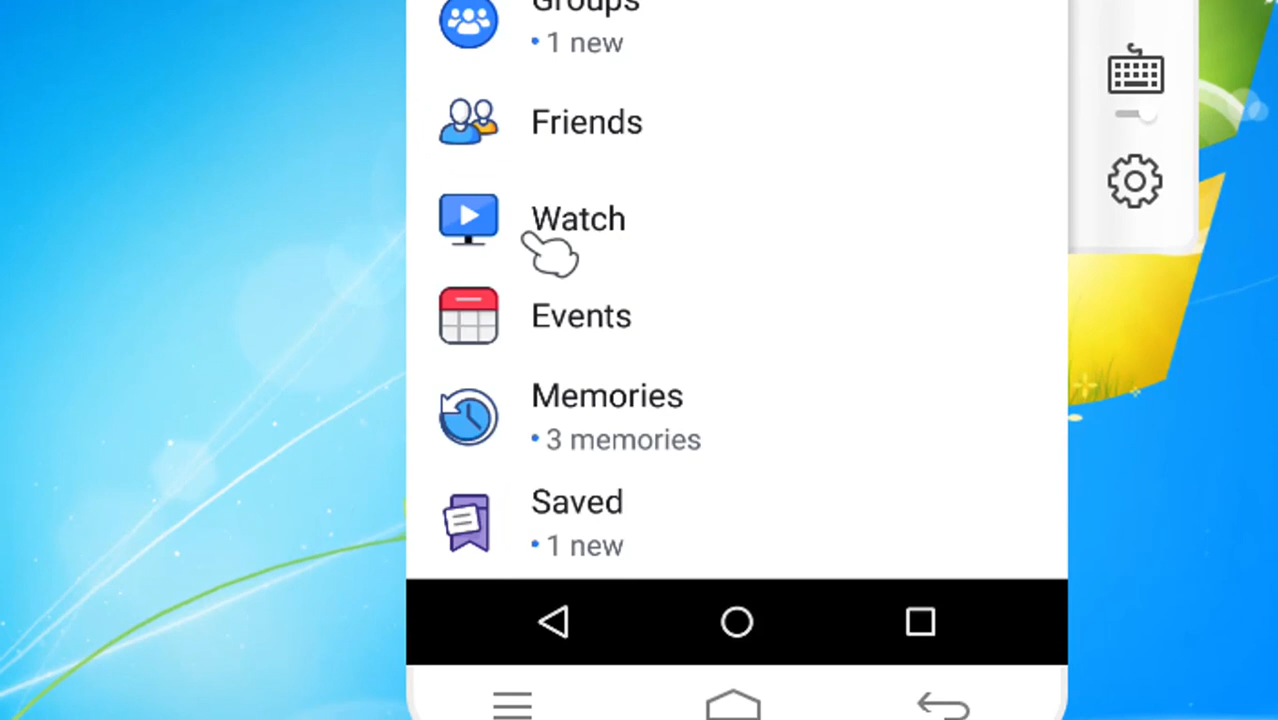 Groups
• 1 new
Friends
Watch
Events
Memories
• 3 memories
Saved
• 1 new